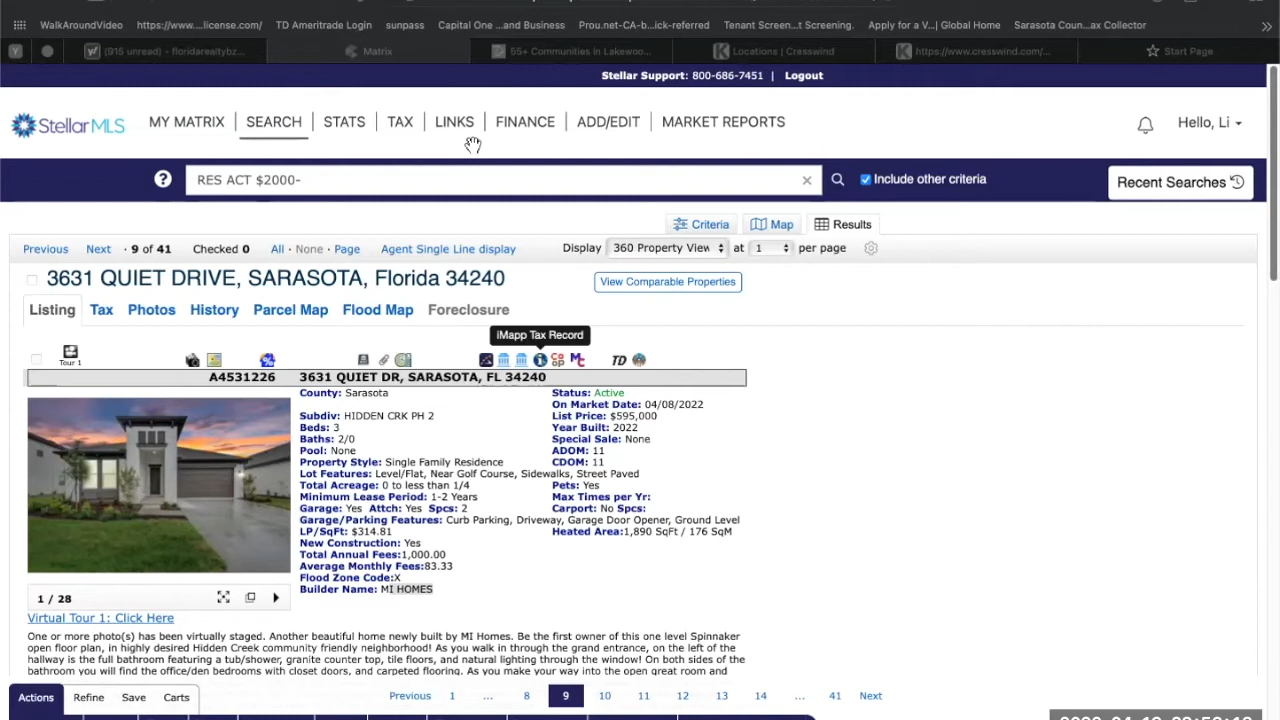 WalkAroundVideo https://www....license.com/ TD Ameritrade Login sunpass Capital One ...and Business Prou.net-CA-b...ick-referred Tenant Screen...t Screening. Apply for a V...| Global Home Sarasota Coun...ax Collector
(915 unread) - floridarealtybz... Matrix 55+ Communities in Lakewoo... Locations | Cresswind https://www.cresswind.com/... Start Page
Stellar Support: 800-686-7451 | Logout
StellarMLS MY MATRIX SEARCH STATS TAX LINKS FINANCE ADD/EDIT MARKET REPORTS Hello, Li
RES ACT $2000- Include other criteria Recent Searches
Criteria Map Results
Previous Next · 9 of 41 Checked 0 All · None · Page Agent Single Line display Display 360 Property View at 1 per page
3631 QUIET DRIVE, SARASOTA, Florida 34240 View Comparable Properties
Listing Tax Photos History Parcel Map Flood Map Foreclosure
iMapp Tax Record
Tour 1 TD
A4531226 3631 QUIET DR, SARASOTA, FL 34240
County: Sarasota Status: Active
On Market Date: 04/08/2022
Subdiv: HIDDEN CRK PH 2 List Price: $595,000
Beds: 3 Year Built: 2022
Baths: 2/0 Special Sale: None
Pool: None ADOM: 11
Property Style: Single Family Residence CDOM: 11
Lot Features: Level/Flat, Near Golf Course, Sidewalks, Street Paved
Total Acreage: 0 to less than 1/4 Pets: Yes
Minimum Lease Period: 1-2 Years Max Times per Yr:
Garage: Yes Attch: Yes Spcs: 2 Carport: No Spcs:
Garage/Parking Features: Curb Parking, Driveway, Garage Door Opener, Ground Level
LP/SqFt: $314.81 Heated Area:1,890 SqFt / 176 SqM
New Construction: Yes
Total Annual Fees:1,000.00
Average Monthly Fees:83.33
Flood Zone Code:X
Builder Name: MI HOMES
1 / 28
Virtual Tour 1: Click Here
One or more photo(s) has been virtually staged. Another beautiful home newly built by MI Homes. Be the first owner of this one level Spinnaker
open floor plan, in highly desired Hidden Creek community friendly neighborhood! As you walk in through the grand entrance, on the left of the
hallway is the full bathroom featuring a tub/shower, granite counter top, tile floors, and natural lighting through the window! On both sides of the
bathroom you will find the office/den bedrooms with closet doors, and carpeted flooring. As you make your way into the open great room and
Actions Refine Save Carts Previous 1 ... 8 9 10 11 12 13 14 ... 41 Next